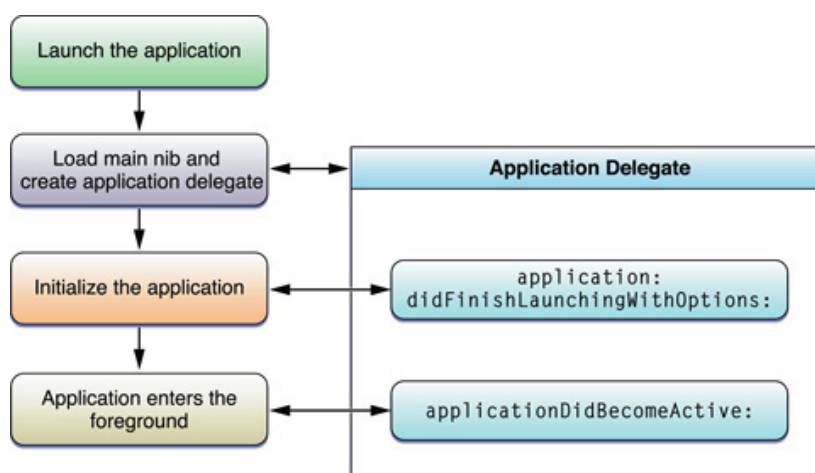 Launch the application
Load main nib and
create application delegate
Application Delegate
Initialize the application
application:
didFinishLaunchingWithOptions:
Application enters the
foreground
applicationDidBecomeActive: